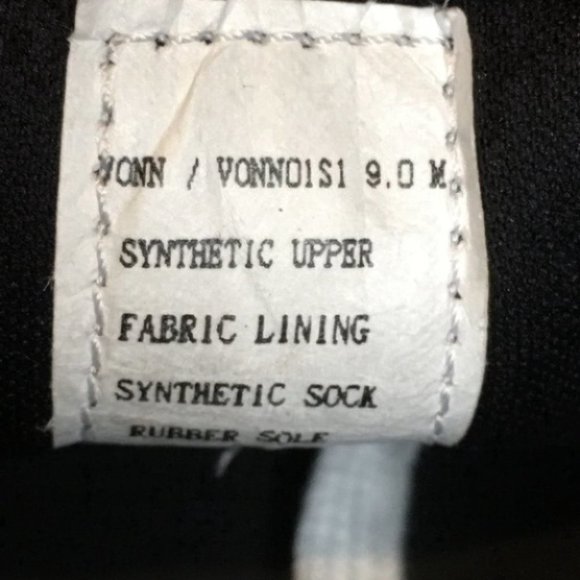 VONN / VONN01S1 9.0 M
SYNTHETIC UPPER
FABRIC LINING
SYNTHETIC SOCK
RUBBER SOLE